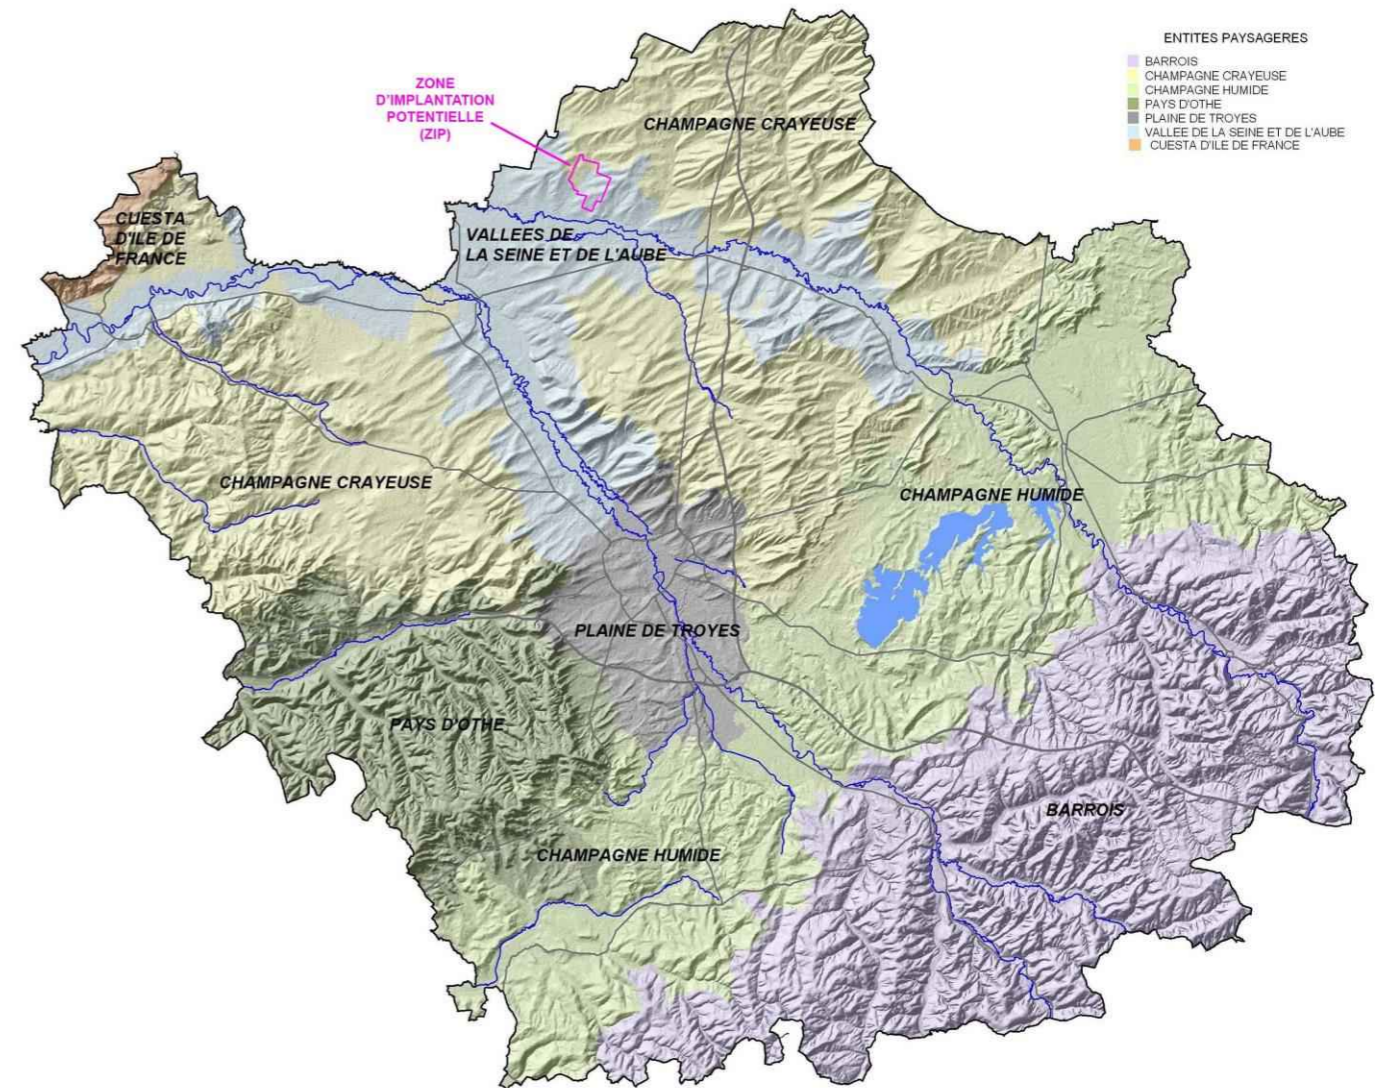 ENTITES PAYSAGERES
BARROIS
CHAMPAGNE CRAYEUSE
CHAMPAGNE HUMIDE
PAYS D'OTHE
PLAINE DE TROYES
VALLEE DE LA SEINE ET DE L'AUBE
CUESTA D'ILE DE FRANCE
ZONE
D'IMPLANTATION
POTENTIELLE
(ZIP)
CHAMPAGNE CRAYEUSE
CUESTA
D'ILE DE
FRANCE
VALLEES DE
LA SEINE ET DE L'AUBE
CHAMPAGNE CRAYEUSE
CHAMPAGNE HUMIDE
PLAINE DE TROYES
PAYS D'OTHE
BARROIS
CHAMPAGNE HUMIDE